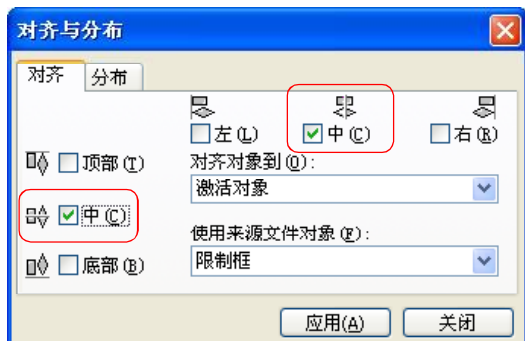 对齐与分布
对齐 分布
左(L) 中(C) 右(R)
顶部(T) 对齐对象到(O):
激活对象
中(C)
使用来源文件对象(F):
底部(B) 限制框
应用(A) 关闭